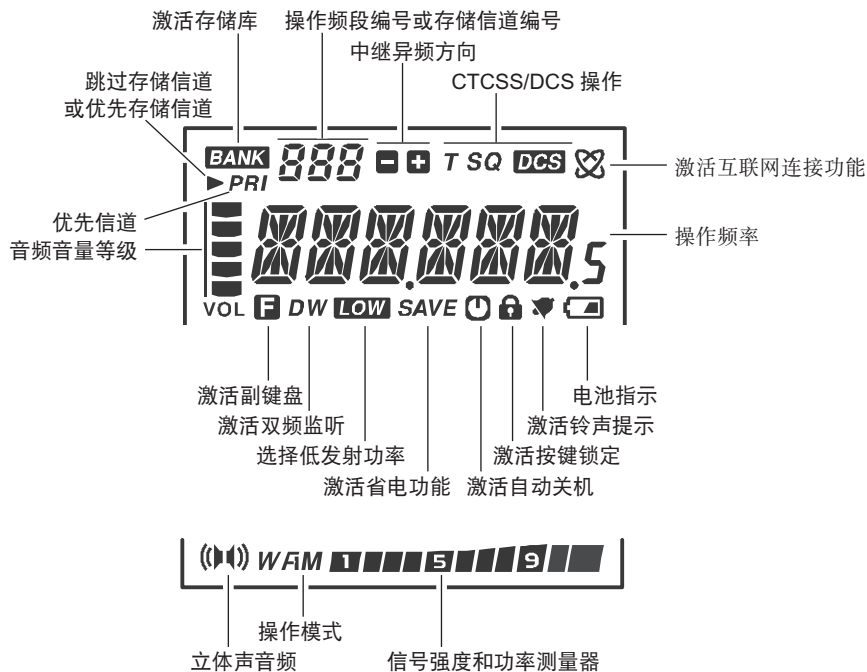 激活存储库 操作频段编号或存储信道编号
中继异频方向
跳过存储信道
或优先存储信道
CTCSS/DCS 操作
BANK 888 - + T SQ DCS
激活互联网连接功能
PRI
优先信道
音频音量等级
操作频率
.5
VOL F DW LOW SAVE
激活副键盘
电池指示
激活双频监听
激活铃声提示
选择低发射功率
激活按键锁定
激活省电功能 激活自动关机
WFM 1 5 9
操作模式
立体声音频 信号强度和功率测量器